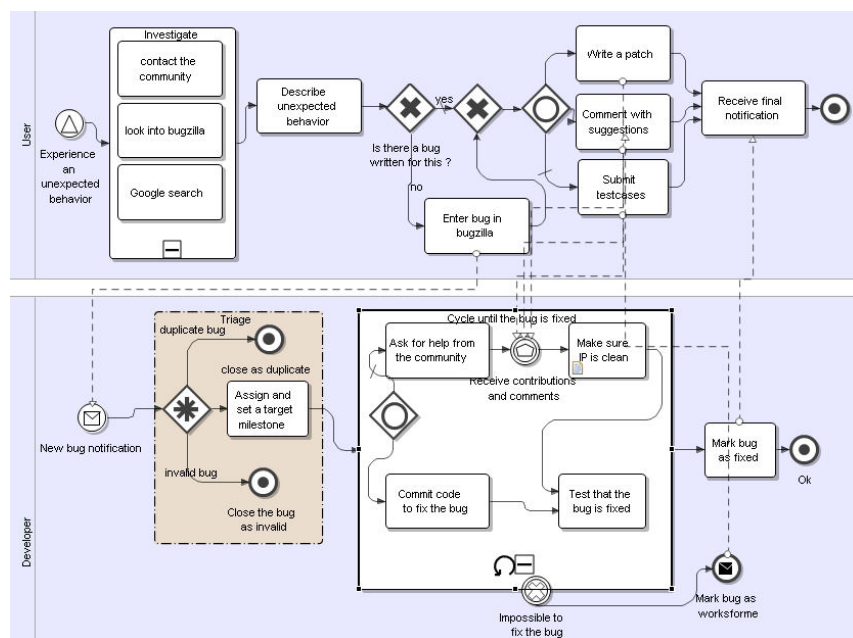 User
Investigate
contact the
community
look into bugzilla
Google search
Experience
an
unexpected
behavior
Describe
unexpected
behavior
yes
Is there a bug
written for this ?
no
Enter bug in
bugzilla
Write a patch
Comment with
suggestions
Submit
testcases
Receive final
notification
Developer
New bug notification
Triage
duplicate bug
close as duplicate
Assign and
set a target
milestone
invalid bug
Close the bug
as invalid
Cycle until the bug is fixed
Ask for help from
the community
Receive contributions
and comments
Make sure
IP is clean
Commit code
to fix the bug
Test that the
bug is fixed
Impossible to
fix the bug
Mark bug
as fixed
Ok
Mark bug as
worksforme